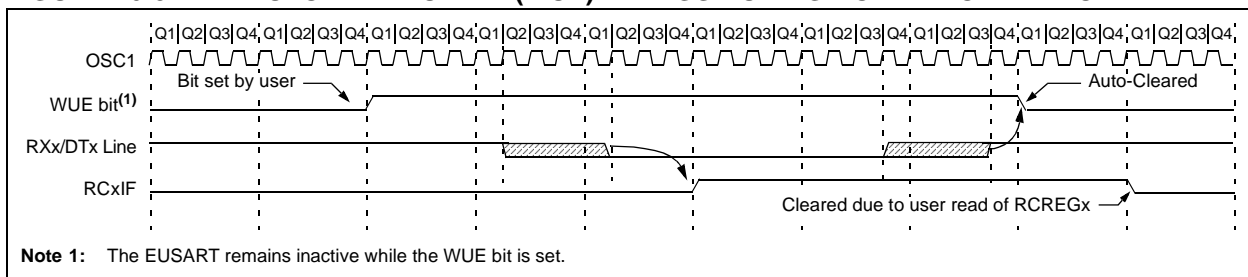 Q1 Q2 Q3 Q4 Q1 Q2 Q3 Q4 Q1 Q2 Q3 Q4 Q1 Q2 Q3 Q4 Q1 Q2 Q3 Q4 Q1 Q2 Q3 Q4 Q1 Q2 Q3 Q4 Q1 Q2 Q3 Q4 Q1 Q2 Q3 Q4 Q1 Q2 Q3 Q4
OSC1
Bit set by user
Auto-Cleared
WUE bit(1)
RXx/DTx Line
RCxIF
Cleared due to user read of RCREGx
Note 1: The EUSART remains inactive while the WUE bit is set.